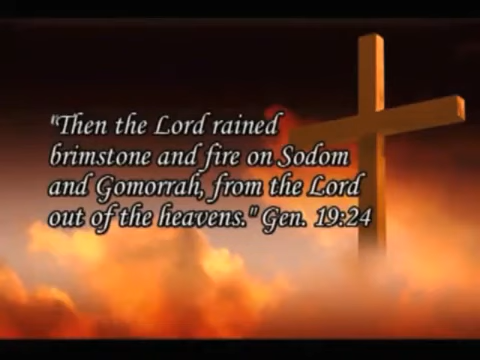 "Then the Lord rained
brimstone and fire on Sodom
and Gomorrah, from the Lord
out of the heavens." Gen. 19:24